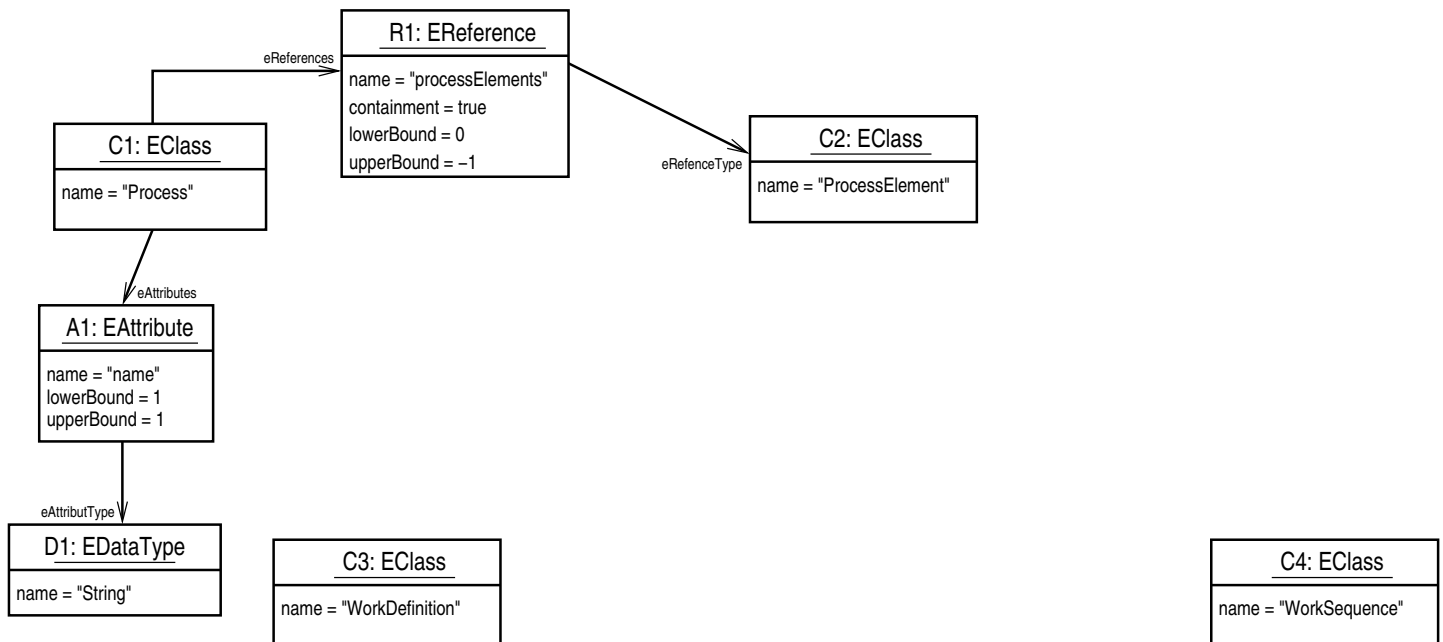 R1: EReference
eReferences
name = "processElements"
containment = true
lowerBound = 0
upperBound = −1
C1: EClass
name = "Process"
eRefenceType
C2: EClass
name = "ProcessElement"
eAttributes
A1: EAttribute
name = "name"
lowerBound = 1
upperBound = 1
eAttributType
D1: EDataType
name = "String"
C3: EClass
name = "WorkDefinition"
C4: EClass
name = "WorkSequence"